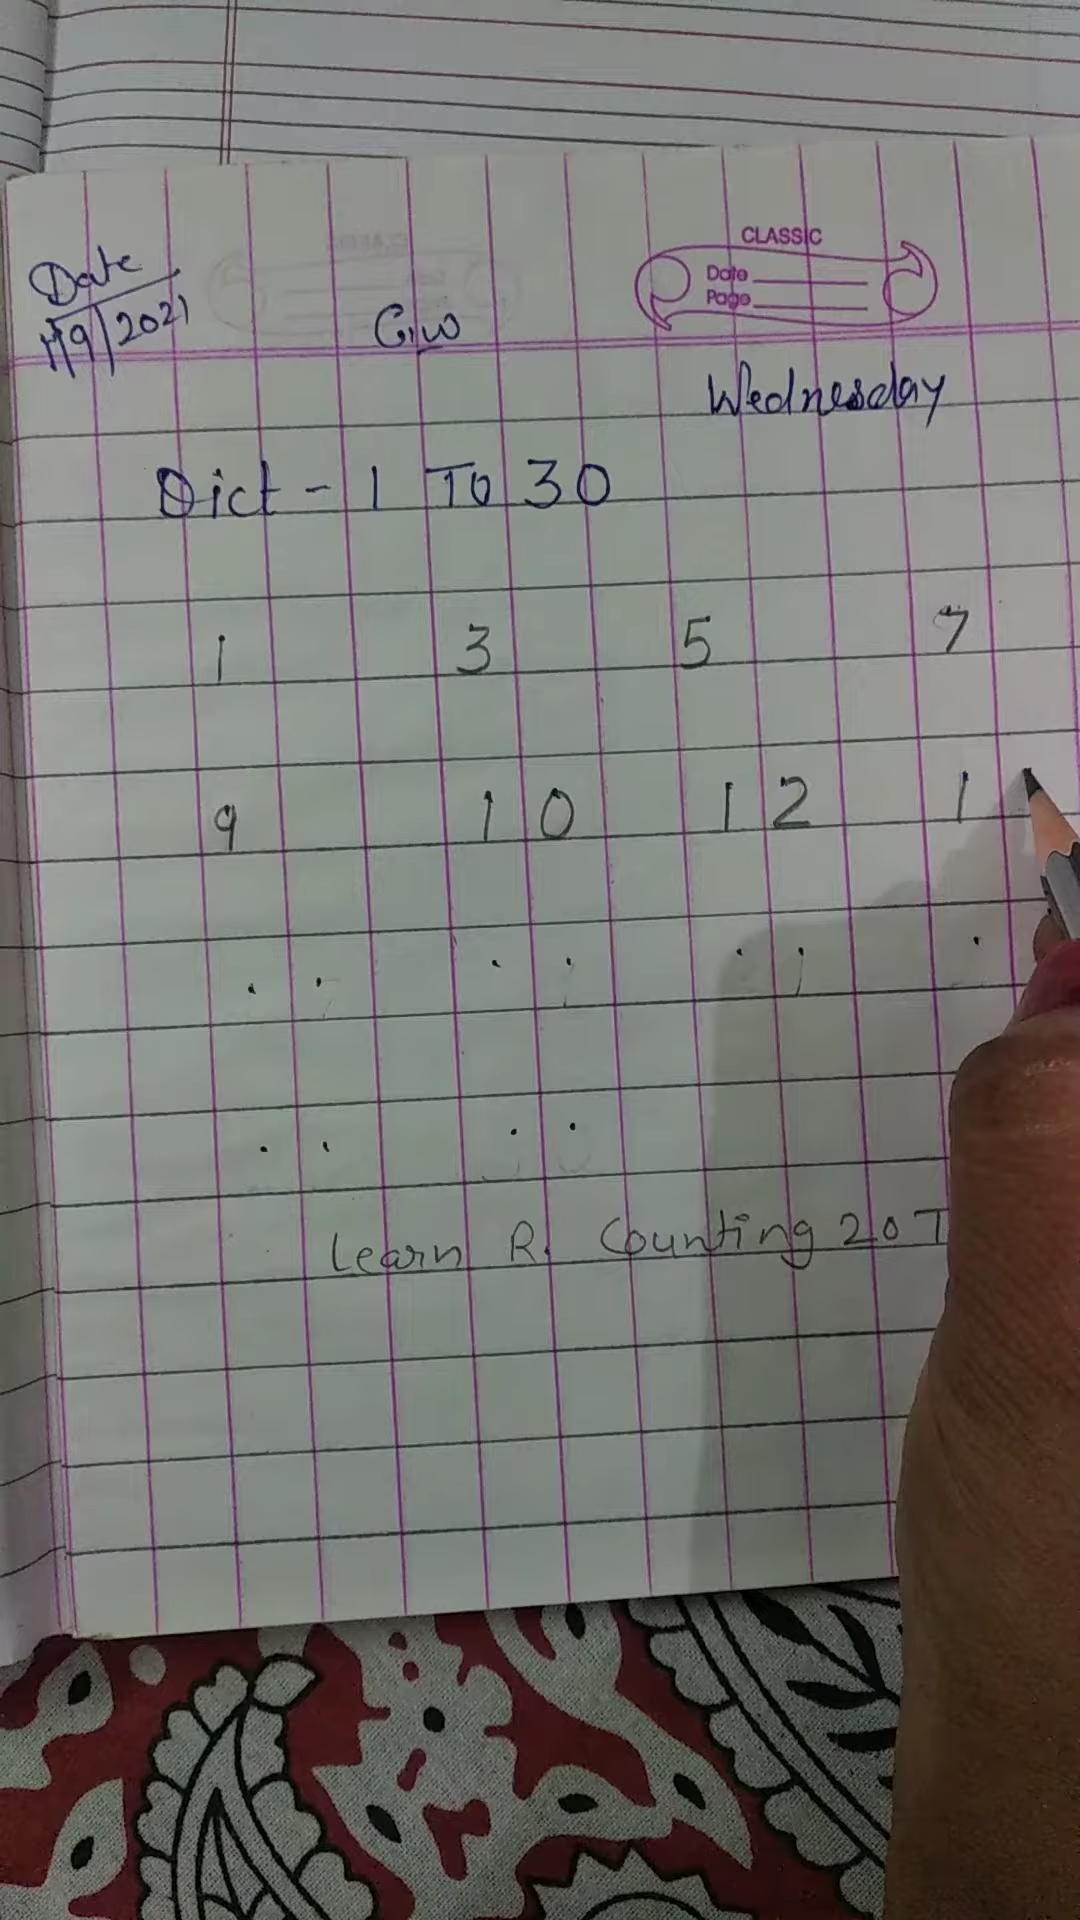 CLASSIC
Date
Page
Date
1/9/2021
C.W
Wednesday
Dict - 1 To 30
1 3 5 7
9 10 12 1
Learn R. Counting 20 T